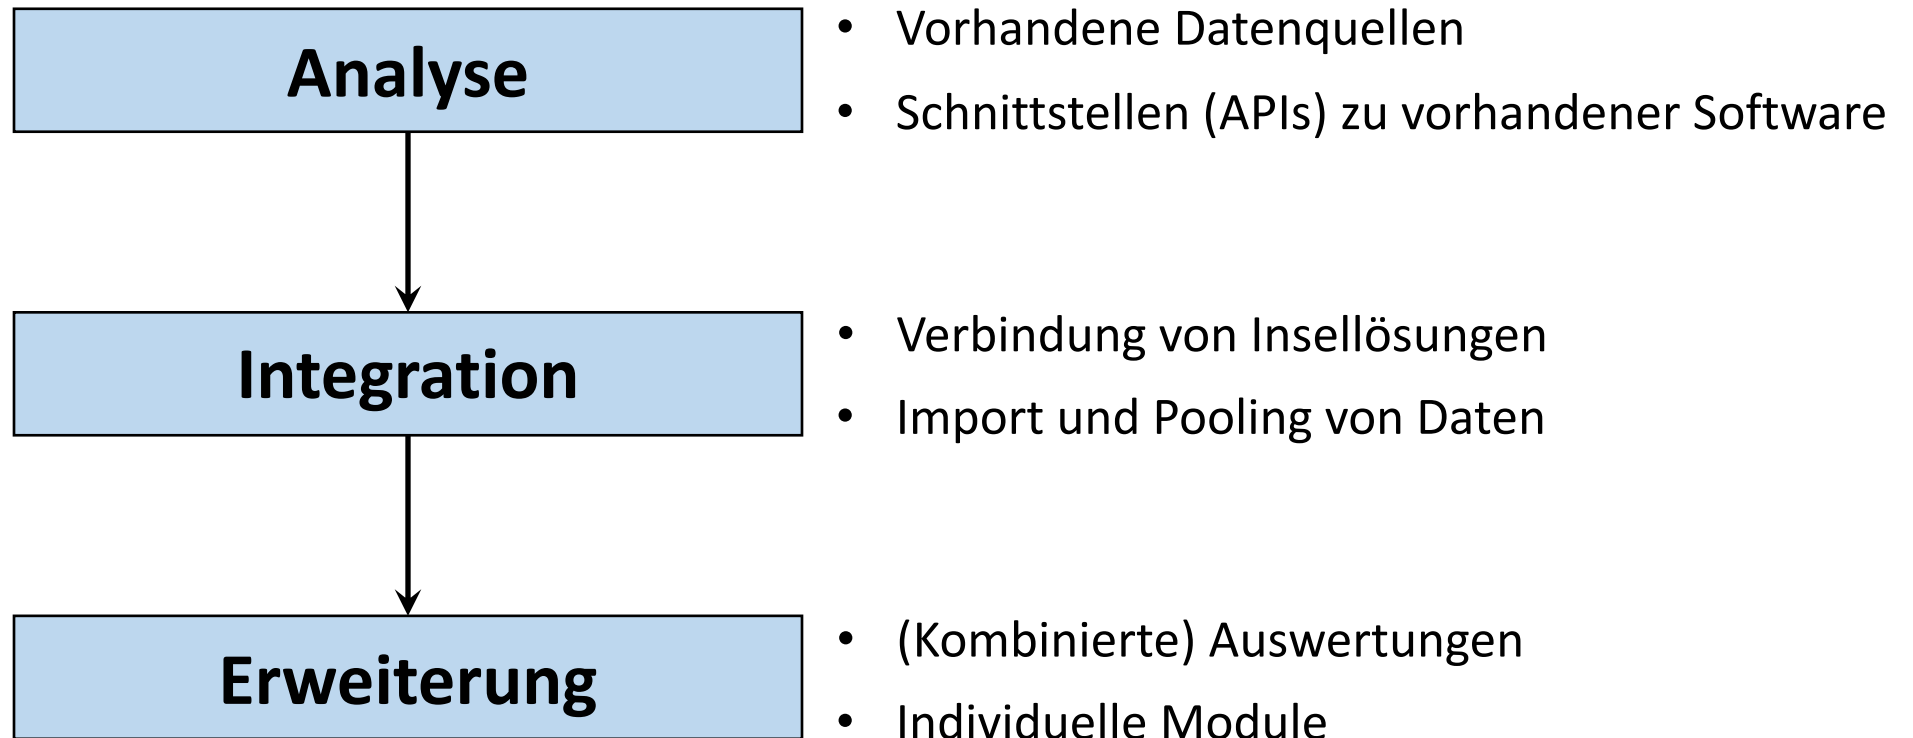 Analyse
• Vorhandene Datenquellen
• Schnittstellen (APIs) zu vorhandener Software
Integration
• Verbindung von Insellösungen
• Import und Pooling von Daten
Erweiterung
• (Kombinierte) Auswertungen
• Individuelle Module